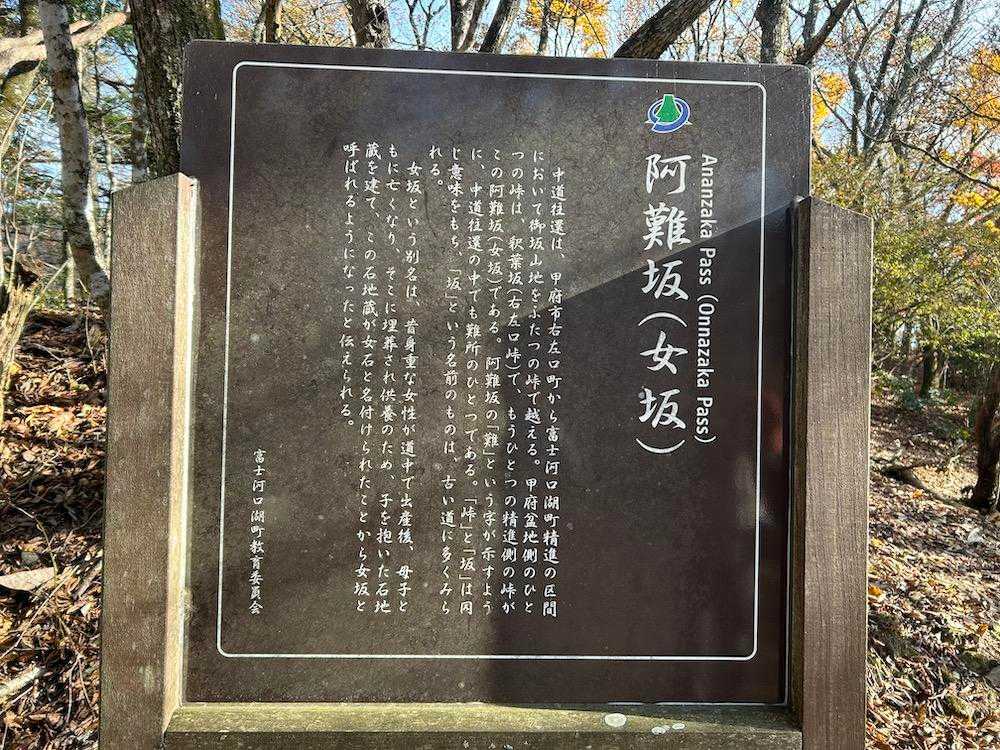 Ananzaka Pass (Onnazaka Pass)
阿難坂(女坂)
中道往還は、甲府市右左口町から富士河口湖町精進の区間
において御坂山地をふたつの峠で越える。甲府盆地側のひと
つの峠は、釈葉坂(右左口峠)で、もうひとつの精進側の峠が
この阿難坂(女坂)である。阿難坂の「難」という字が示すよう
に、中道往還の中でも難所のひとつである。「峠」と「坂」は同
じ意味をもち、「坂」という名前のものは、古い道に多くみら
れる。
女坂という別名は、昔身重な女性が道中で出産後、母子と
もに亡くなり、そこに埋葬され供養のため、子を抱いた石地
蔵を建て、この石地蔵が女石と名付けられたことから女坂と
呼ばれるようになったと伝えられる。
富士河口湖町教育委員会